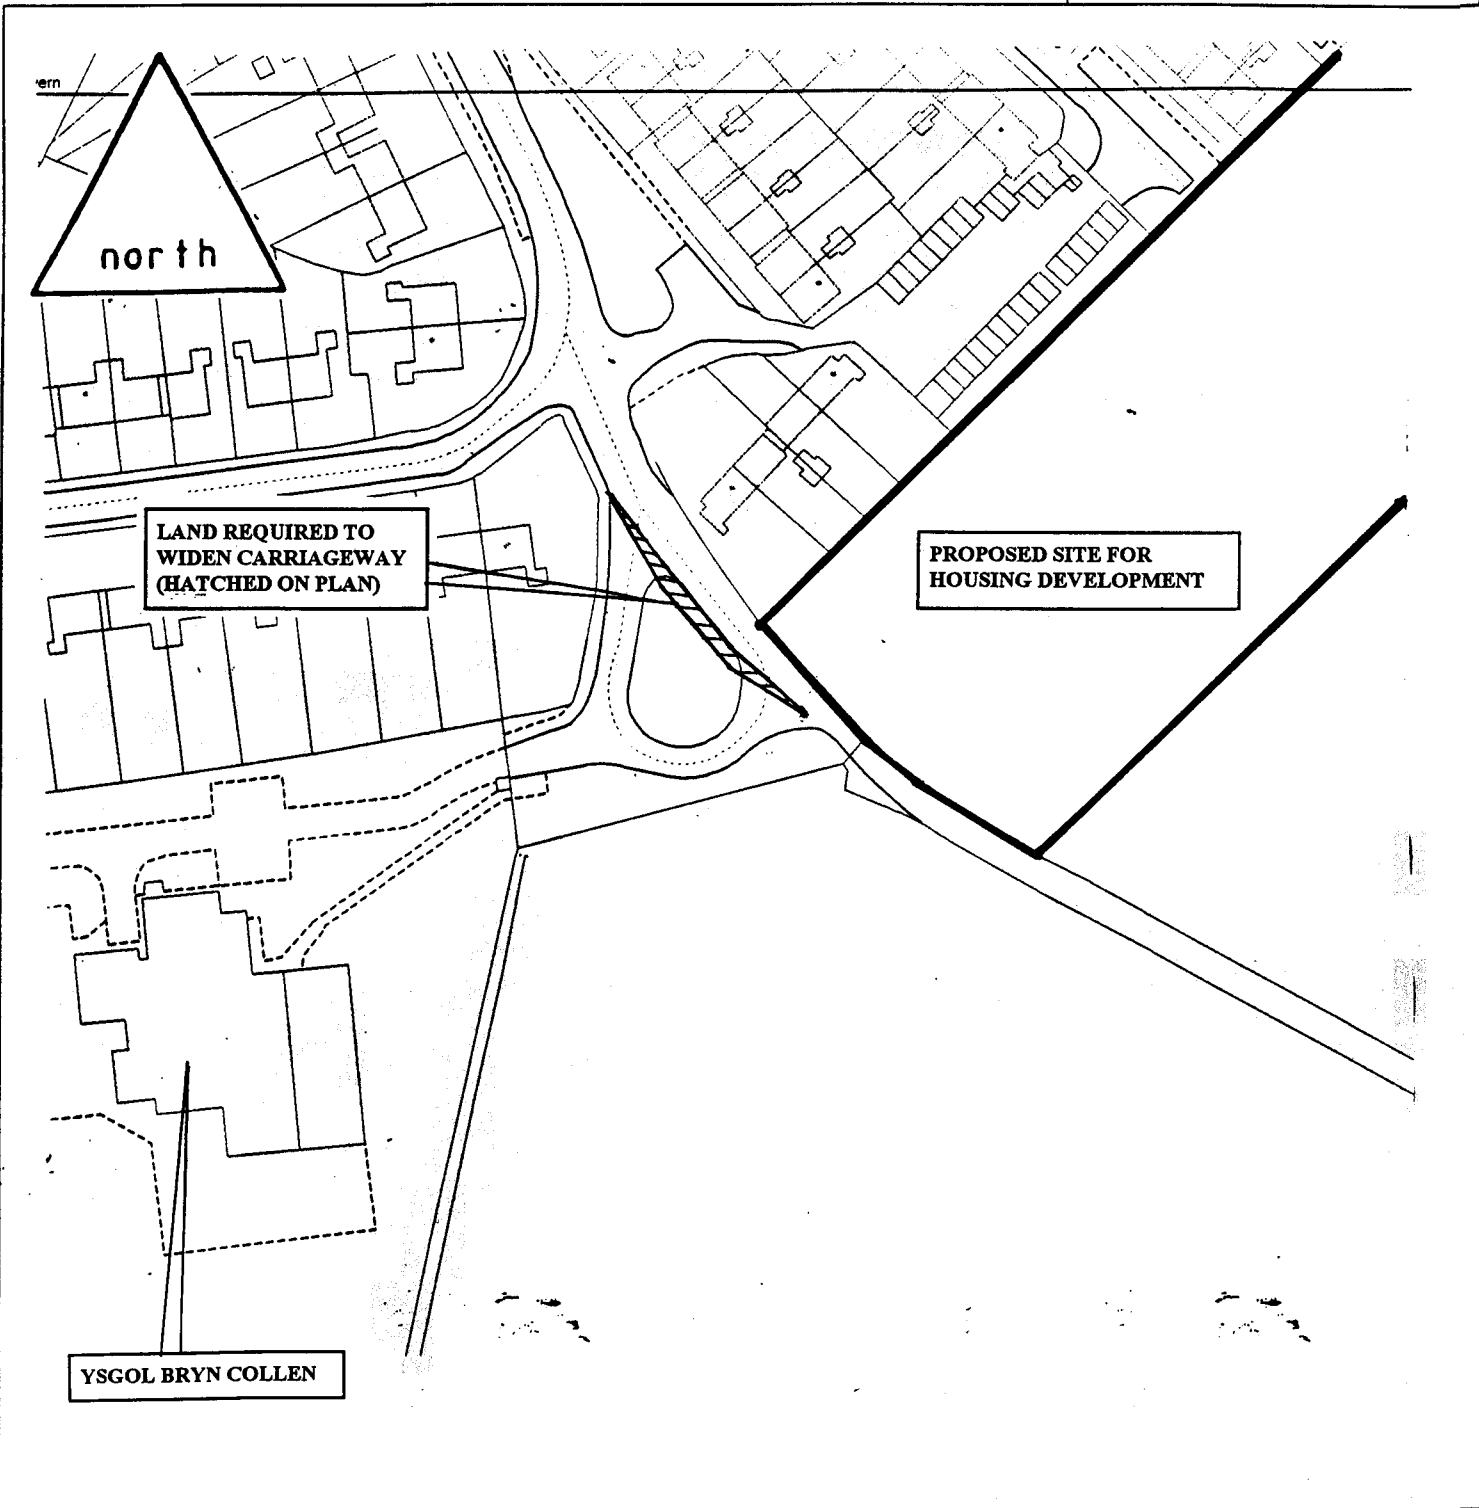 north
LAND REQUIRED TO
WIDEN CARRIAGEWAY
(HATCHED ON PLAN)
PROPOSED SITE FOR
HOUSING DEVELOPMENT
YSGOL BRYN COLLEN